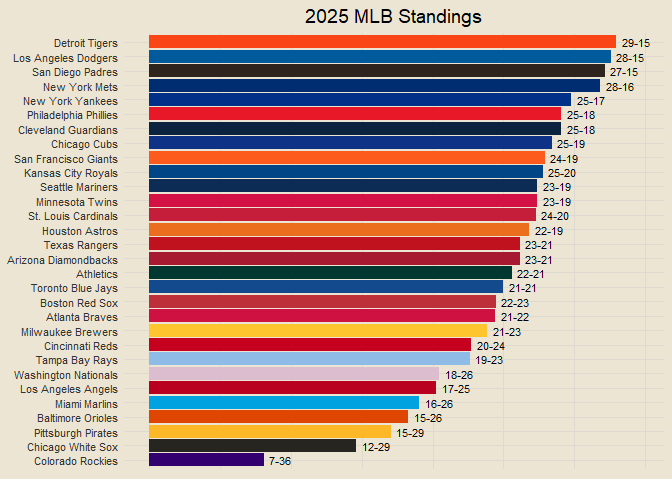 2025 MLB Standings
Detroit Tigers 29-15
Los Angeles Dodgers 28-15
San Diego Padres 27-15
New York Mets 28-16
New York Yankees 25-17
Philadelphia Phillies 25-18
Cleveland Guardians 25-18
Chicago Cubs 25-19
San Francisco Giants 24-19
Kansas City Royals 25-20
Seattle Mariners 23-19
Minnesota Twins 23-19
St. Louis Cardinals 24-20
Houston Astros 22-19
Texas Rangers 23-21
Arizona Diamondbacks 23-21
Athletics 22-21
Toronto Blue Jays 21-21
Boston Red Sox 22-23
Atlanta Braves 21-22
Milwaukee Brewers 21-23
Cincinnati Reds 20-24
Tampa Bay Rays 19-23
Washington Nationals 18-26
Los Angeles Angels 17-25
Miami Marlins 16-26
Baltimore Orioles 15-26
Pittsburgh Pirates 15-29
Chicago White Sox 12-29
Colorado Rockies 7-36